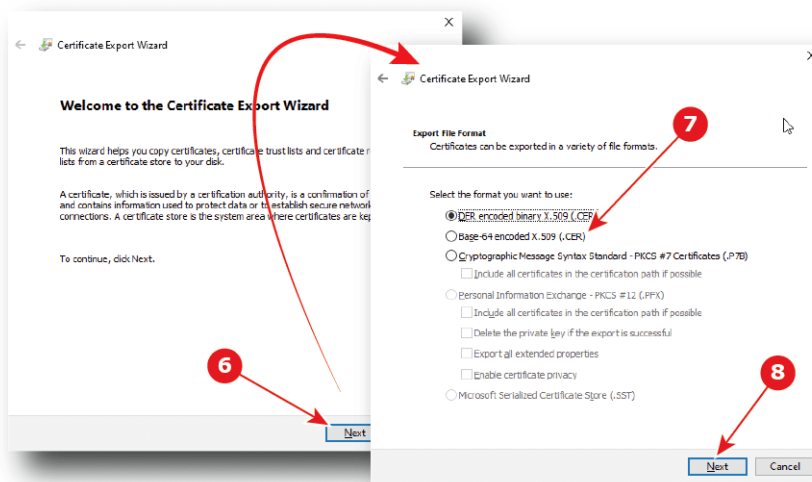 Certificate Export Wizard
Welcome to the Certificate Export Wizard
This wizard helps you copy certificates, certificate trust lists and certificate
lists from a certificate store to your disk.
A certificate, which is issued by a certification authority, is a confirmation of
and contains information used to protect data or to establish secure network
connections. A certificate store is the system area where certificates are
To continue, click Next.
6
Next
Certificate Export Wizard
7
Export File Format
Certificates can be exported in a variety of file formats.
Select the format you want to use:
DER encoded binary X.509 (.CER
Base-64 encoded X.509 (.CER)
Cryptographic Message Syntax Standard - PKCS #7 Certificates (.P7B)
Include all certificates in the certification path if possible
Personal Information Exchange - PKCS #12 (.PFX)
Include all certificates in the certification path if possible
Delete the private key if the export is successful
Export all extended properties
Enable certificate privacy
Microsoft Serialized Certificate Store (.SST)
8
Next Cancel